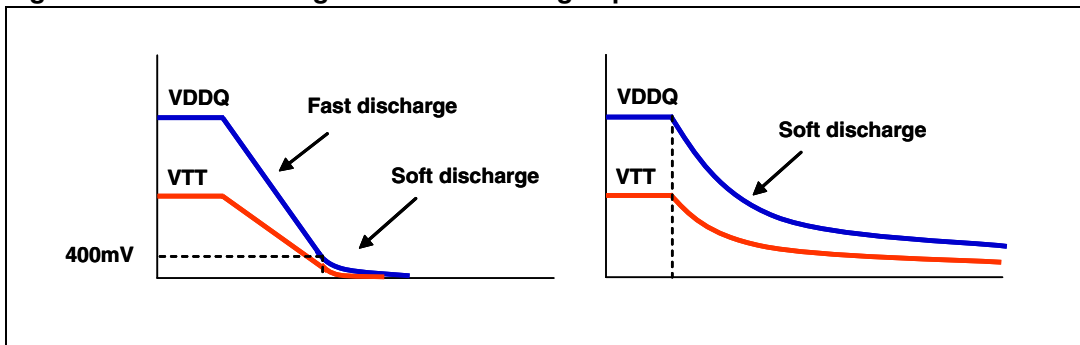 VDDQ
Fast discharge
VTT
Soft discharge
400mV
VDDQ
Soft discharge
VTT